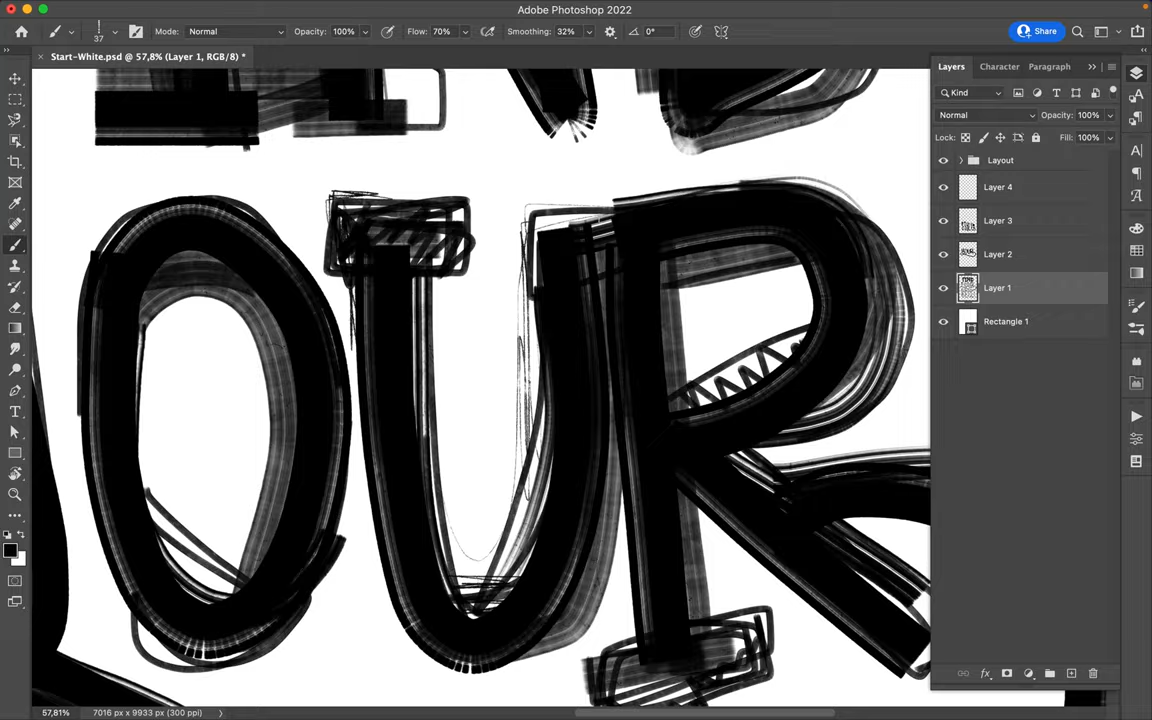 Adobe Photoshop 2022
37
Mode: Normal
Opacity: 100%
Flow: 70%
Smoothing: 32%
0°
Share
Start-White.psd @ 57,8% (Layer 1, RGB/8) *
Layers
Character
Paragraph
Kind
Normal
Opacity: 100%
Lock:
Fill: 100%
Layout
Layer 4
Layer 3
Layer 2
Layer 1
Rectangle 1
OUR
57,81%
7016 px x 9933 px (300 ppi)